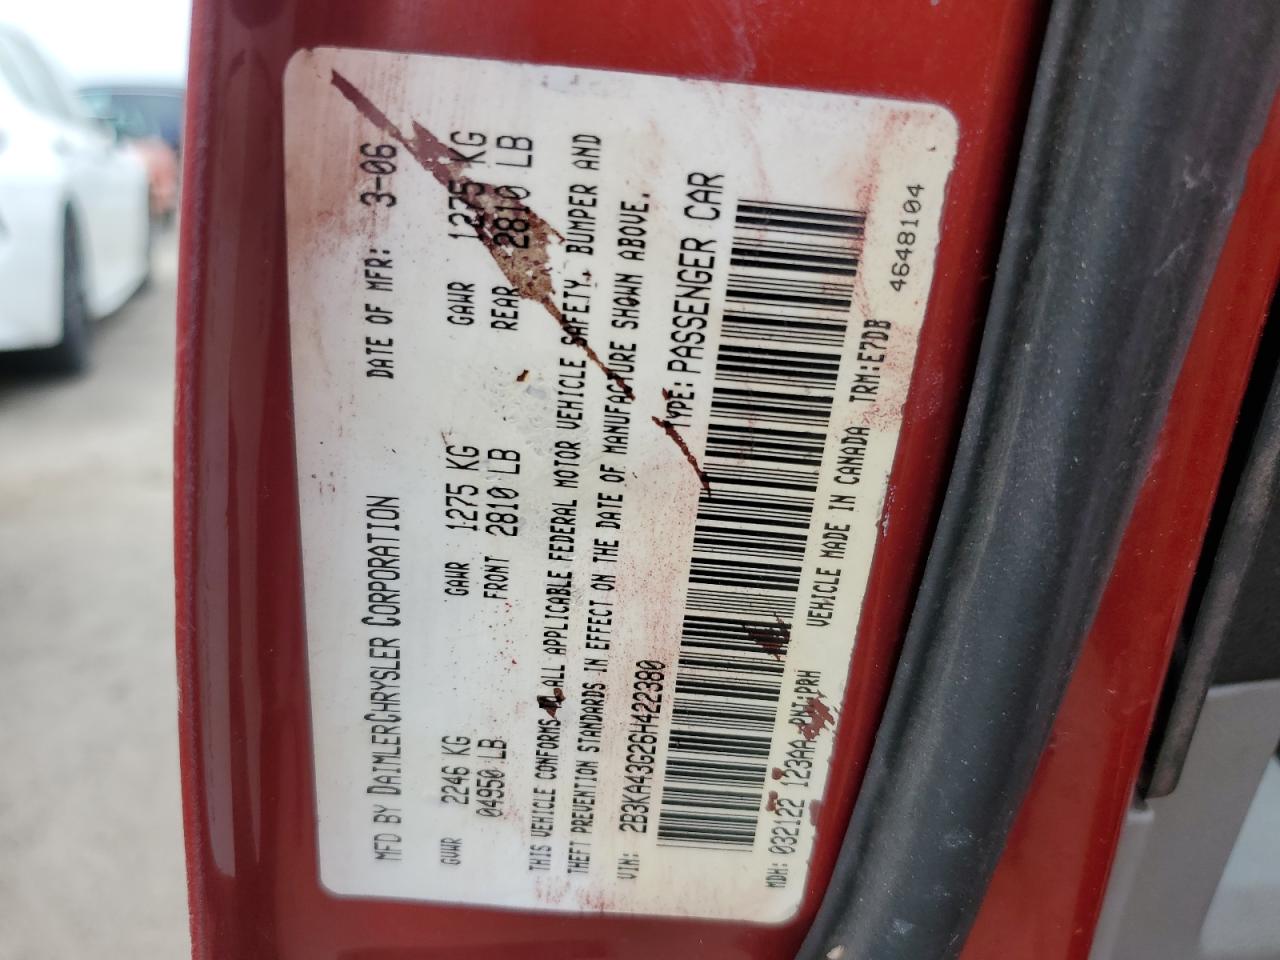 MFD BY DAIMLERCHRYSLER CORPORATION DATE OF MFR: 3-06
GVWR 2246 KG GAWR 1275 KG GAWR 1275 KG
04950 LB FRONT 2810 LB REAR 2810 LB
THIS VEHICLE CONFORMS TO ALL APPLICABLE FEDERAL MOTOR VEHICLE SAFETY, BUMPER AND
THEFT PREVENTION STANDARDS IN EFFECT ON THE DATE OF MANUFACTURE SHOWN ABOVE.
VIN: 2B3KA43G26H422380 TYPE: PASSENGER CAR
MDH: 032122 123AA PNT:PRH VEHICLE MADE IN CANADA TRM:E7DB
4648104